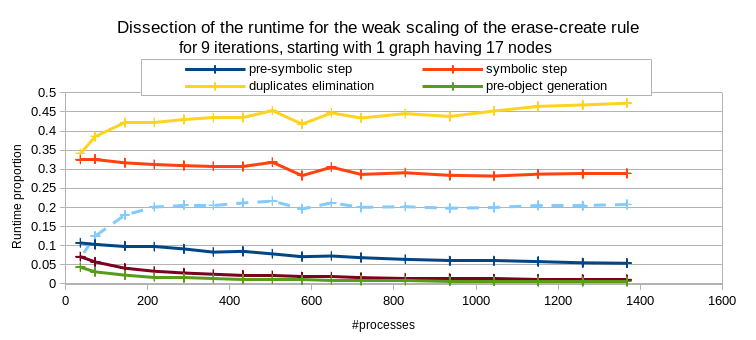 Dissection of the runtime for the weak scaling of the erase-create rule
for 9 iterations, starting with 1 graph having 17 nodes
pre-symbolic step symbolic step
duplicates elimination pre-object generation
0.5
0.45
0.4
0.35
0.3
0.25
0.2
0.15
0.1
0.05
0
Runtime proportion
0 200 400 600 800 1000 1200 1400 1600
#processes